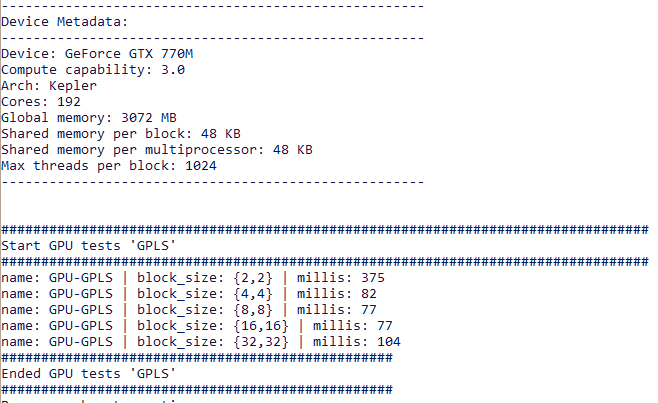 -----------------------------------------------------
Device Metadata:
-----------------------------------------------------
Device: GeForce GTX 770M
Compute capability: 3.0
Arch: Kepler
Cores: 192
Global memory: 3072 MB
Shared memory per block: 48 KB
Shared memory per multiprocessor: 48 KB
Max threads per block: 1024
-----------------------------------------------------
#################################################################################
Start GPU tests 'GPLS'
#################################################################################
name: GPU-GPLS | block_size: {2,2} | millis: 375
name: GPU-GPLS | block_size: {4,4} | millis: 82
name: GPU-GPLS | block_size: {8,8} | millis: 77
name: GPU-GPLS | block_size: {16,16} | millis: 77
name: GPU-GPLS | block_size: {32,32} | millis: 104
#################################################
Ended GPU tests 'GPLS'
#################################################